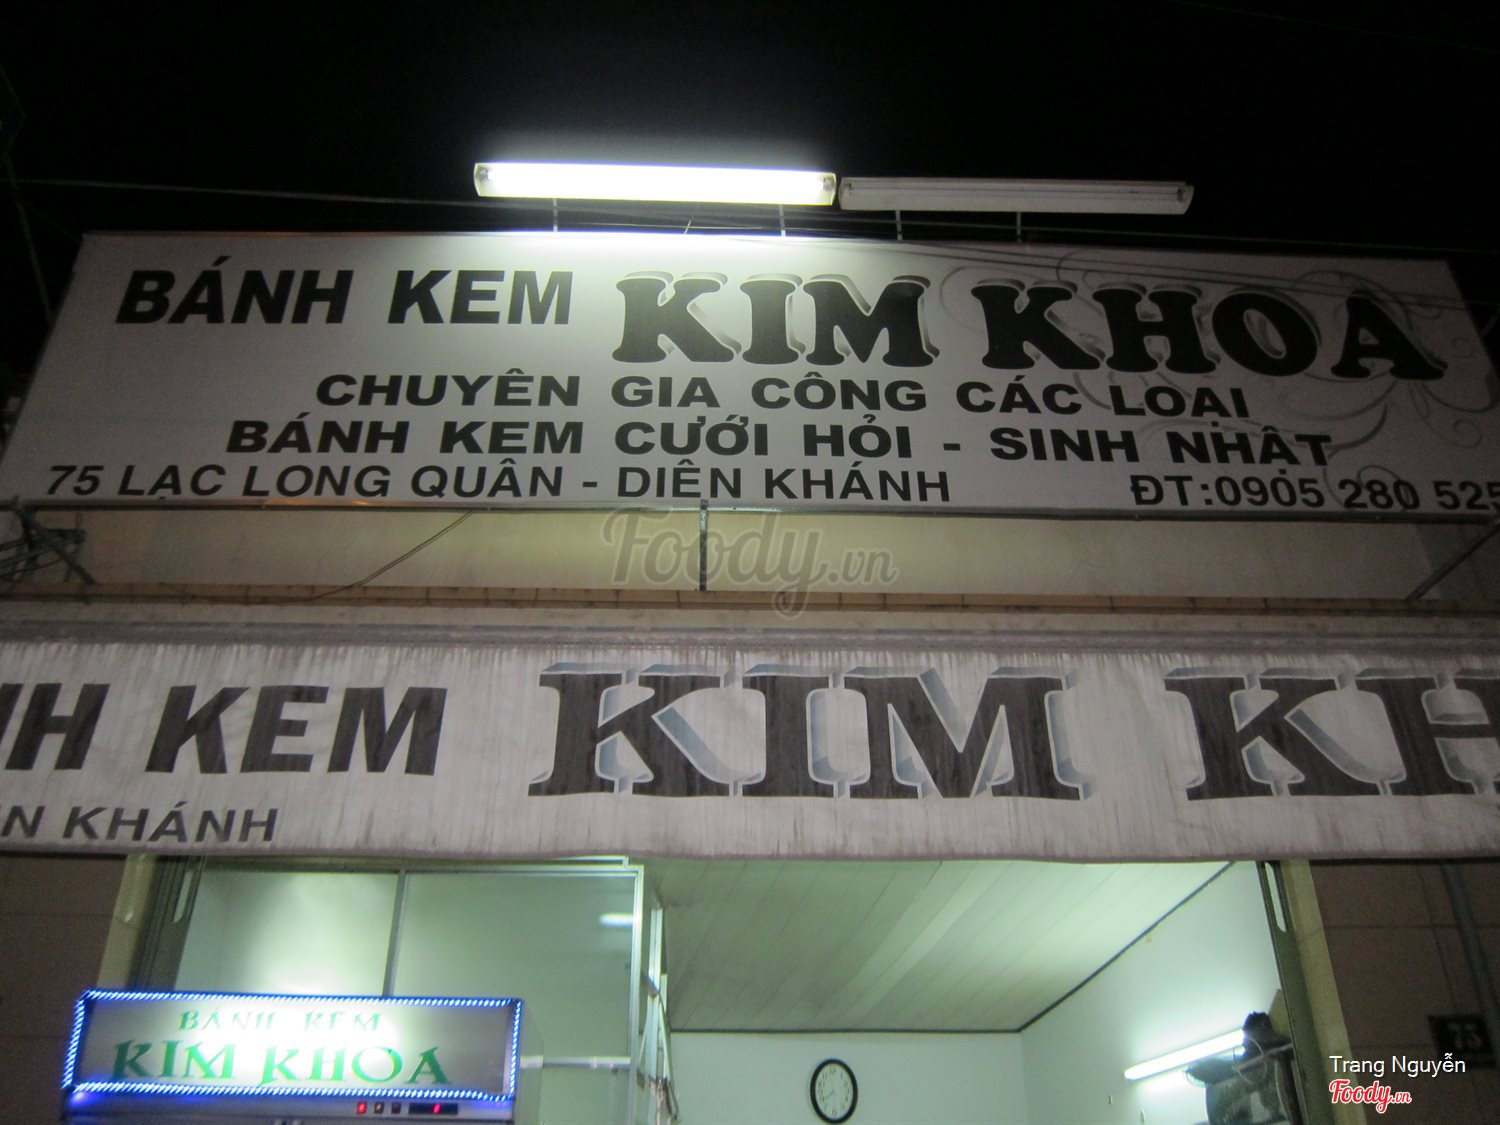 BÁNH KEM KIM KHOA
CHUYÊN GIA CÔNG CÁC LOẠI
BÁNH KEM CƯỚI HỎI - SINH NHẬT
75 LẠC LONG QUÂN - DIÊN KHÁNH ĐT:0905 280 525
Foody.vn
NH KEM KIM KH
N KHÁNH
BÁNH KEM
KIM KHOA
Trang Nguyễn
Foody.vn